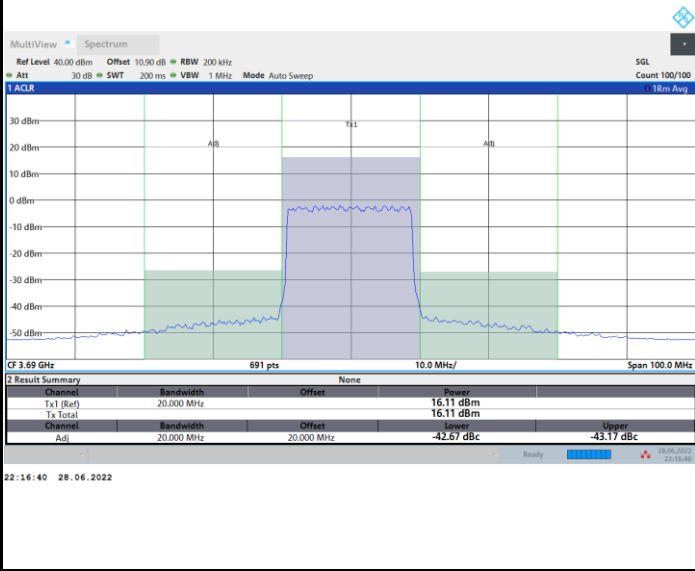 MultiView Spectrum
Ref Level 40.00 dBm Offset 10.90 dB RBW 200 kHz SGL
Att 30 dB SWT 200 ms VBW 1 MHz Mode Auto Sweep Count 100/100
1 ACLR 1Rm Avg
30 dBm
Tx1
20 dBm
Adj Adj
10 dBm
0 dBm
-10 dBm
-20 dBm
-30 dBm
-40 dBm
-50 dBm
CF 3.69 GHz 691 pts 10.0 MHz/ Span 100.0 MHz
2 Result Summary None
Channel Bandwidth Offset Power
Tx1 (Ref) 20.000 MHz 16.11 dBm
Tx Total 16.11 dBm
Channel Bandwidth Offset Lower Upper
Adj 20.000 MHz 20.000 MHz -42.67 dBc -43.17 dBc
Ready 28.06.2022
22:16:40
22:16:40 28.06.2022